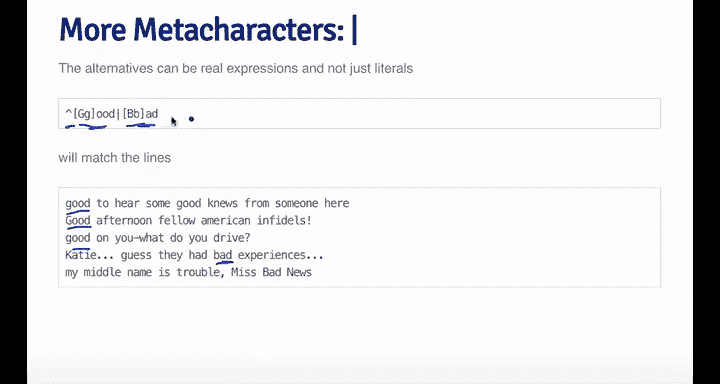 More Metacharacters: |
The alternatives can be real expressions and not just literals
^[Gg]ood|[Bb]ad
will match the lines
good to hear some good knews from someone here
Good afternoon fellow american infidels!
good on you—what do you drive?
Katie... guess they had bad experiences...
my middle name is trouble, Miss Bad News